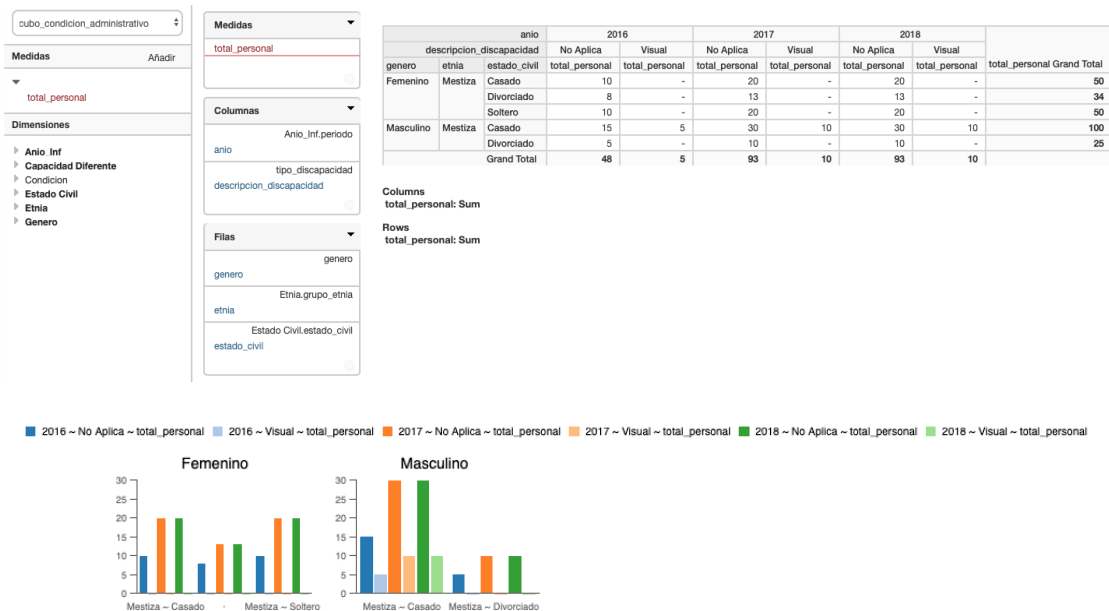 cubo_condicion_administrativo
Medidas Añadir
total_personal
Dimensiones
Anio_Inf
Capacidad Diferente
Condicion
Estado Civil
Etnia
Genero
Medidas
total_personal
Columnas
Anio_Inf.periodo
anio
tipo_discapacidad
descripcion_discapacidad
Filas
genero
genero
Etnia.grupo_etnia
etnia
Estado Civil.estado_civil
estado_civil
anio 2016 2017 2018
descripcion_discapacidad No Aplica Visual No Aplica Visual No Aplica Visual
genero etnia estado_civil total_personal total_personal total_personal total_personal total_personal total_personal total_personal Grand Total
Femenino Mestiza Casado 10 - 20 - 20 - 50
Divorciado 8 - 13 - 13 - 34
Soltero 10 - 20 - 20 - 50
Masculino Mestiza Casado 15 5 30 10 30 10 100
Divorciado 5 - 10 - 10 - 25
Grand Total 48 5 93 10 93 10
Columns
total_personal: Sum
Rows
total_personal: Sum
2016 ~ No Aplica ~ total_personal 2016 ~ Visual ~ total_personal 2017 ~ No Aplica ~ total_personal 2017 ~ Visual ~ total_personal 2018 ~ No Aplica ~ total_personal 2018 ~ Visual ~ total_personal
Femenino
30
25
20
15
10
5
0
Mestiza ~ Casado . Mestiza ~ Soltero
Masculino
30
25
20
15
10
5
0
Mestiza ~ Casado Mestiza ~ Divorciado